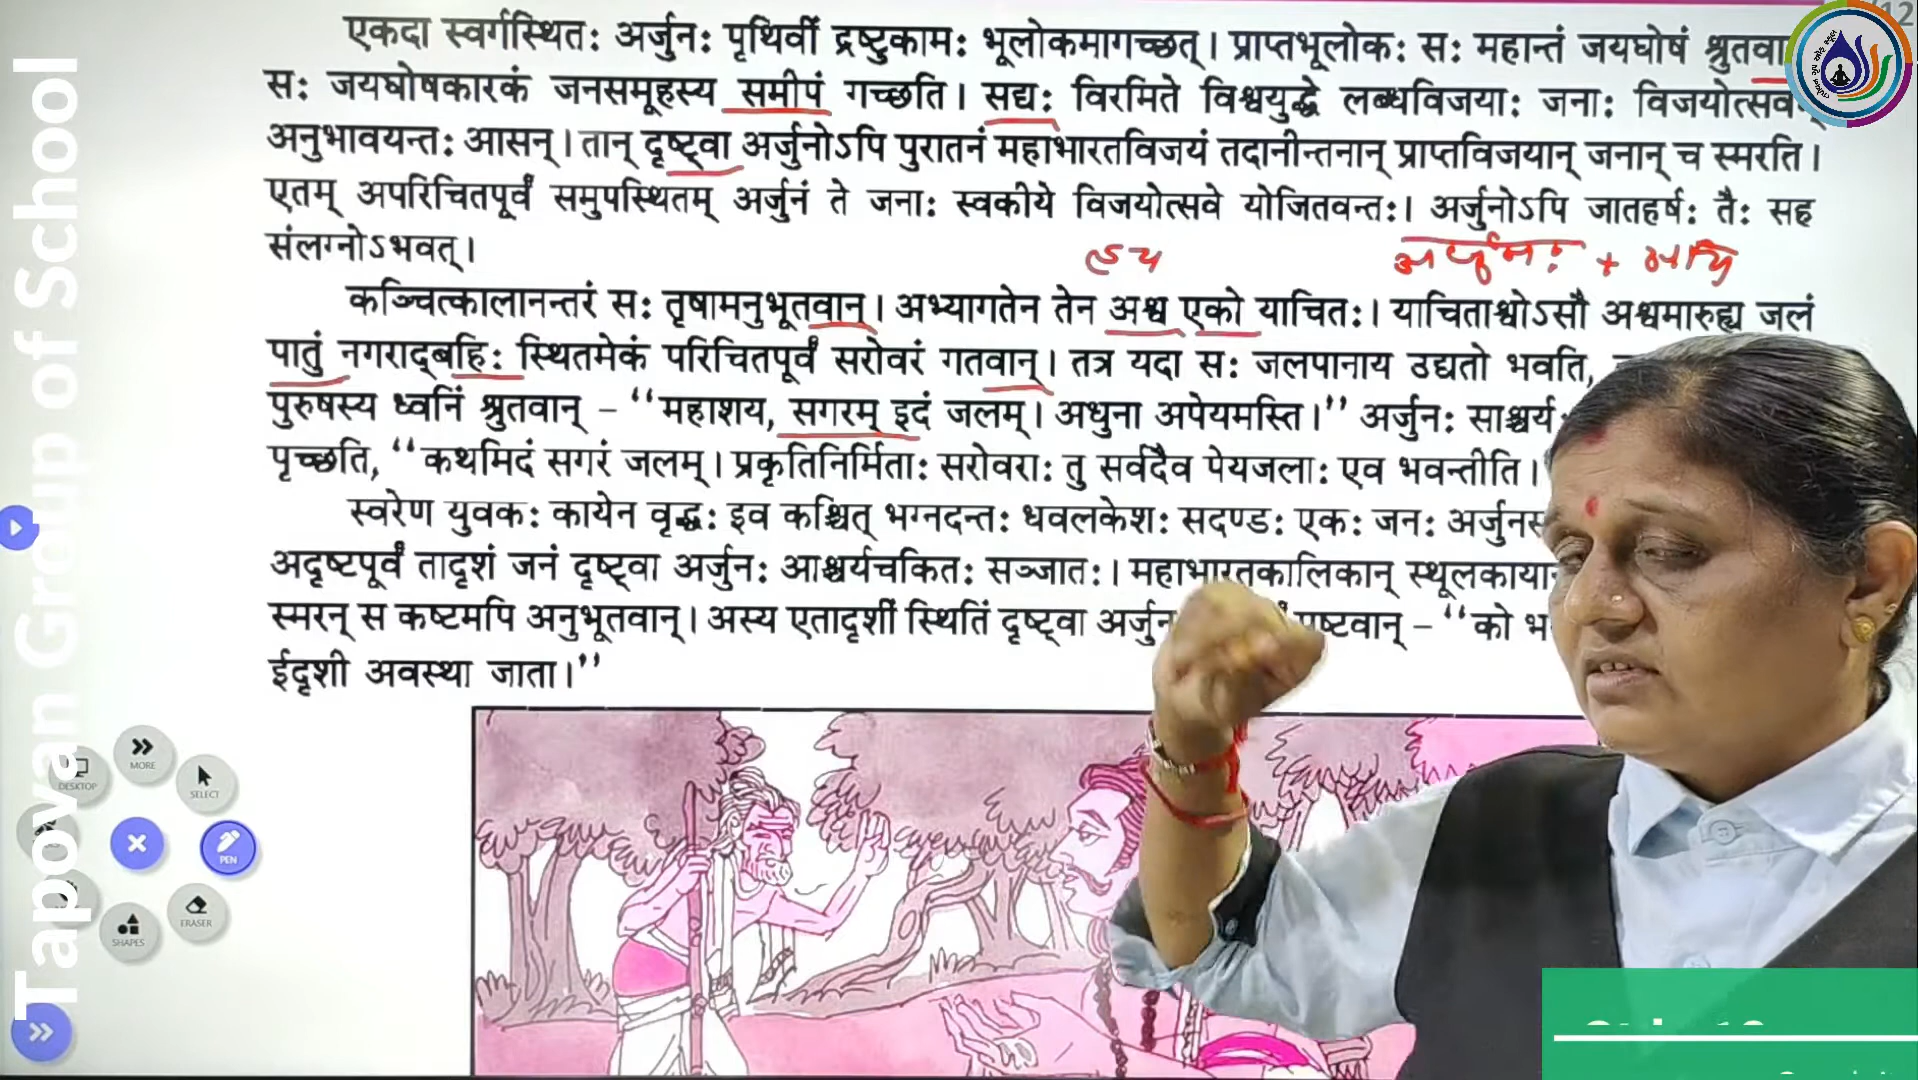 एकदा स्वर्गस्थितः अर्जुनः पृथिवीं द्रष्टुकामः भूलोकमागच्छत्। प्राप्तभूलोकः सः महान्तं जयघोषं
सः जयघोषकारकं जनसमूहस्य समीपं गच्छति। सद्यः विरमिते विश्वयुद्धे लब्धविजयाः जनाः
अनुभावयन्तः आसन्। तान् दृष्ट्वा अर्जुनोऽपि पुरातनं महाभारतविजयं तदानीन्तनान् प्राप्तविजयान् जनान् च स्मरति।
एतम् अपरिचितपूर्वं समुपस्थितम् अर्जुनं ते जनाः स्वकीये विजयोत्सवे योजितवन्तः। अर्जुनोऽपि जातहर्षः तैः सह
संलग्नोऽभवत्।
अर्जुनः + अपि
कञ्चित्कालानन्तरं सः तृषामनुभूतवान्। अभ्यागतेन तेन अश्व एको याचितः। याचिताश्वोऽसौ अश्वमारुह्य जलं
पातुं नगराद्बहिः स्थितमेकं परिचितपूर्वं सरोवरं गतवान्। तत्र यदा सः जलपानाय उद्यतो भवति,
पुरुषस्य ध्वनिं श्रुतवान् – “महाशय, सगरम् इदं जलम्। अधुना अपेयमस्ति।” अर्जुनः
पृच्छति, “कथमिदं सगरं जलम्। प्रकृतिनिर्मिताः सरोवराः तु सर्वदैव पेयजलाः एव भवन्तीति।
स्वरेण युवकः कायेन वृद्धः इव कश्चित् भग्नदन्तः धवलकेशः सदण्डः एकः जनः
अदृष्टपूर्वं तादृशं जनं दृष्ट्वा अर्जुनः आश्चर्यचकितः सञ्जातः। महाभारतकालिकान्
स्मरन् स कष्टमपि अनुभूतवान्। अस्य एतादृशीं स्थितिं दृष्ट्वा – “को
ईदृशी अवस्था जाता।”
Tapovan Group of School
MORE
DESKTOP
SELECT
PEN
ERASER
SHAPES